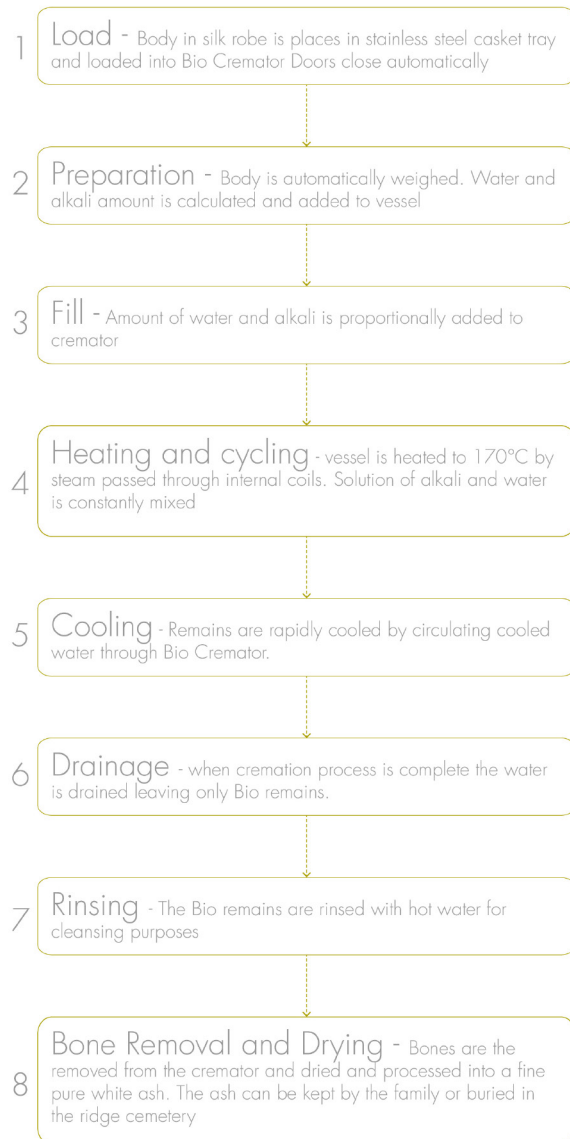 1
Load - Body in silk robe is places in stainless steel casket tray
and loaded into Bio Cremator Doors close automatically
2
Preparation - Body is automatically weighed. Water and
alkali amount is calculated and added to vessel
3
Fill - Amount of water and alkali is proportionally added to
cremator
4
Heating and cycling - vessel is heated to 170°C by
steam passed through internal coils. Solution of alkali and water
is constantly mixed
5
Cooling - Remains are rapidly cooled by circulating cooled
water through Bio Cremator.
6
Drainage - when cremation process is complete the water
is drained leaving only Bio remains.
7
Rinsing - The Bio remains are rinsed with hot water for
cleansing purposes
8
Bone Removal and Drying - Bones are the
removed from the cremator and dried and processed into a fine
pure white ash. The ash can be kept by the family or buried in
the ridge cemetery